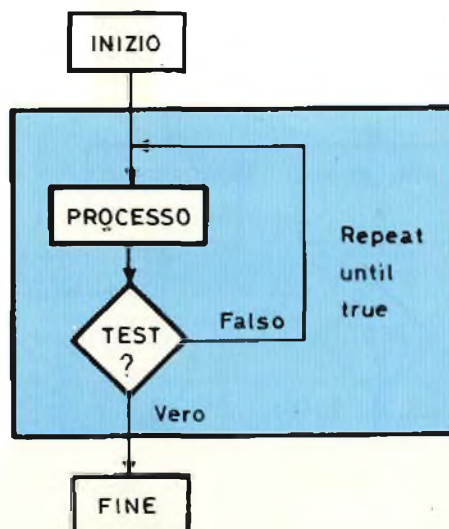 INIZIO
PROCESSO
Repeat
until
true
TEST
?
Falso
Vero
FINE